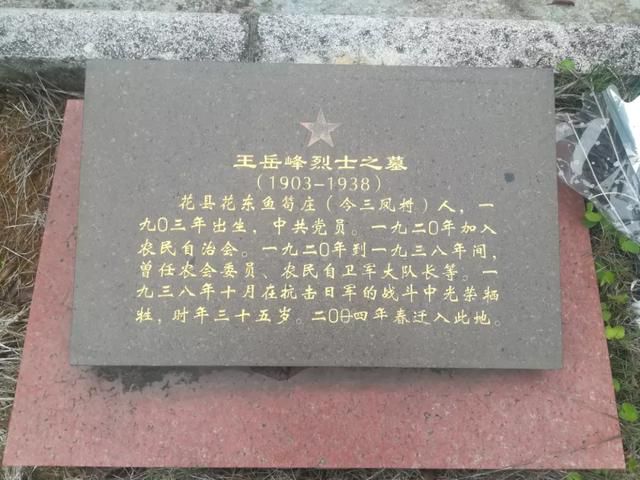 王岳峰烈士之墓
(1903-1938)
花县花东鱼笱庄（今三凤村）人，一
九〇三年出生，中共党员。一九二〇年加入
农民自治会。一九二〇年到一九三八年间，
曾任农会委员、农民自卫军大队长等。一
九三八年十月在抗击日军的战斗中光荣牺
牲，时年三十五岁。二〇〇四年春迁入此地。